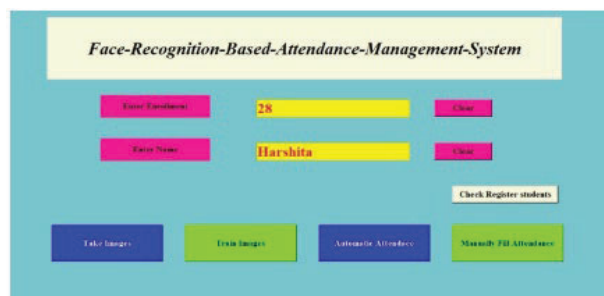 Face-Recognition-Based-Attendance-Management-System
Enter Enrollment 28 Clear
Entry Name Harshita Clear
Check Register students
Take Images Train Images Automatic Attendace Manually Fill Attendance